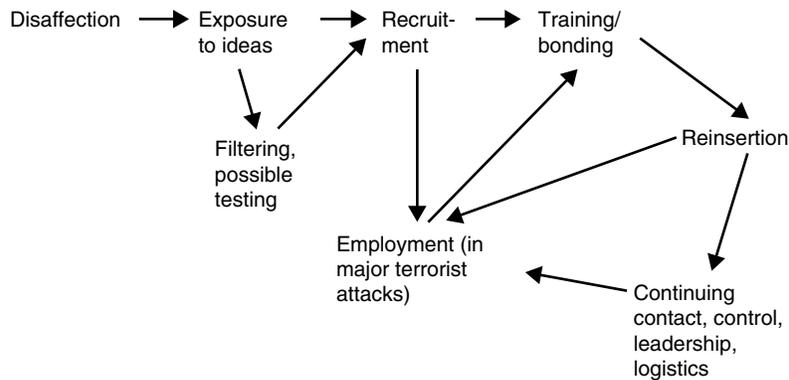 Disaffection
Exposure
to ideas
Recruit-
ment
Training/
bonding
Filtering,
possible
testing
Reinsertion
Employment (in
major terrorist
attacks)
Continuing
contact, control,
leadership,
logistics